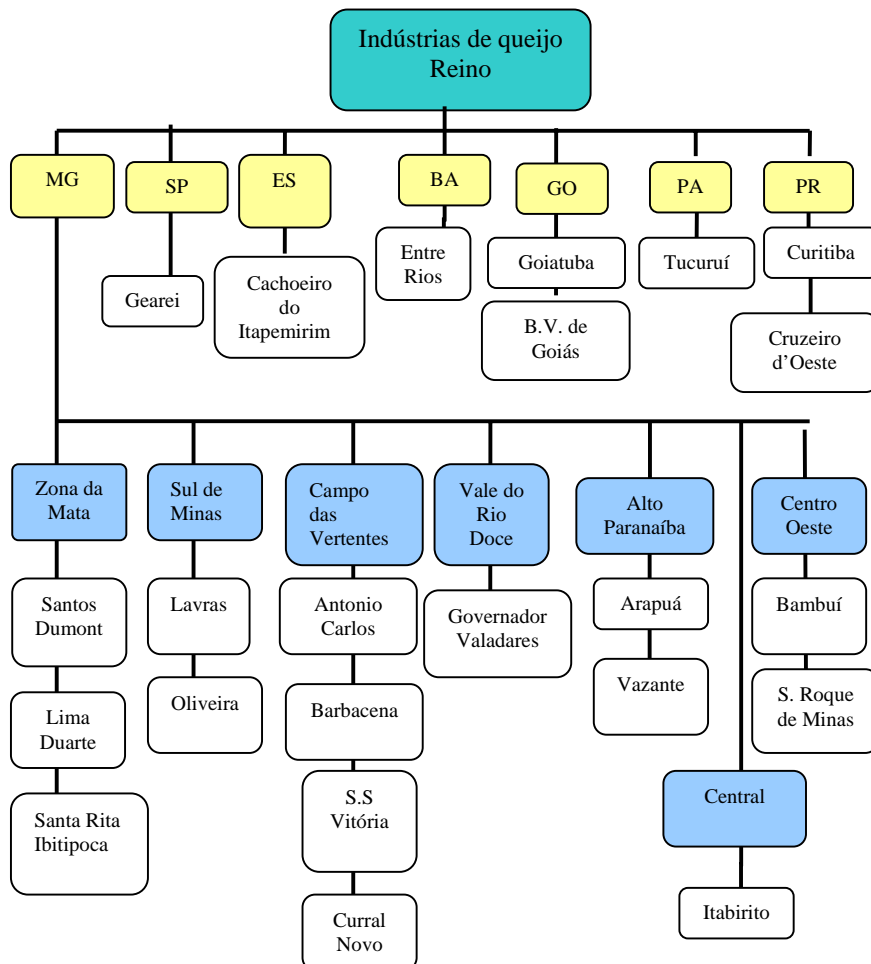 Indústrias de queijo
Reino
MG
SP
ES
BA
GO
PA
PR
Gearei
Cachoeiro
do
Itapemirim
Entre
Rios
Goiatuba
B.V. de
Goiás
Tucuruí
Curitiba
Cruzeiro
d’Oeste
Zona da
Mata
Sul de
Minas
Campo
das
Vertentes
Vale do
Rio
Doce
Alto
Paranaíba
Centro
Oeste
Santos
Dumont
Lima
Duarte
Santa Rita
Ibitipoca
Lavras
Oliveira
Antonio
Carlos
Barbacena
S.S
Vitória
Curral
Novo
Governador
Valadares
Arapuá
Vazante
Bambuí
S. Roque
de Minas
Central
Itabirito